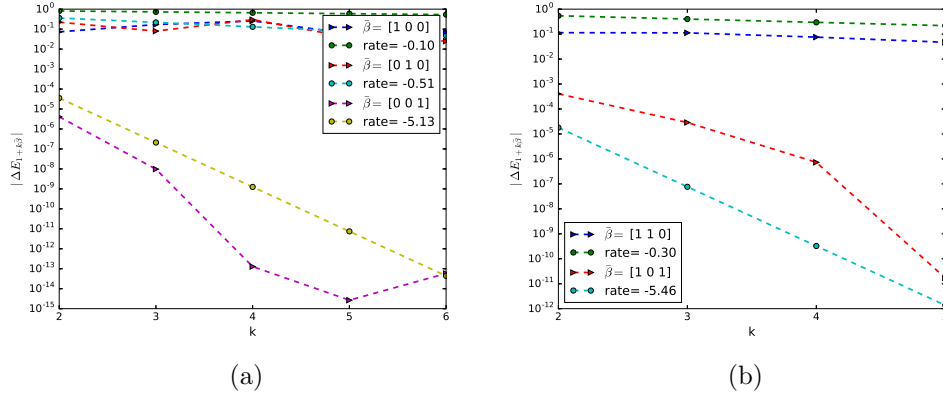 10^0
10^-1
10^-2
10^-3
10^-4
10^-5
10^-6
10^-7
10^-8
10^-9
10^-10
10^-11
10^-12
10^-13
10^-14
10^-15
|ΔE_{1+kβ̄}|
2 3 4 5 6
k
β̄= [1 0 0]
rate= -0.10
β̄= [0 1 0]
rate= -0.51
β̄= [0 0 1]
rate= -5.13
(a)
10^0
10^-1
10^-2
10^-3
10^-4
10^-5
10^-6
10^-7
10^-8
10^-9
10^-10
10^-11
10^-12
|ΔE_{1+kβ̄}|
2 3 4
k
β̄= [1 1 0]
rate= -0.30
β̄= [1 0 1]
rate= -5.46
(b)